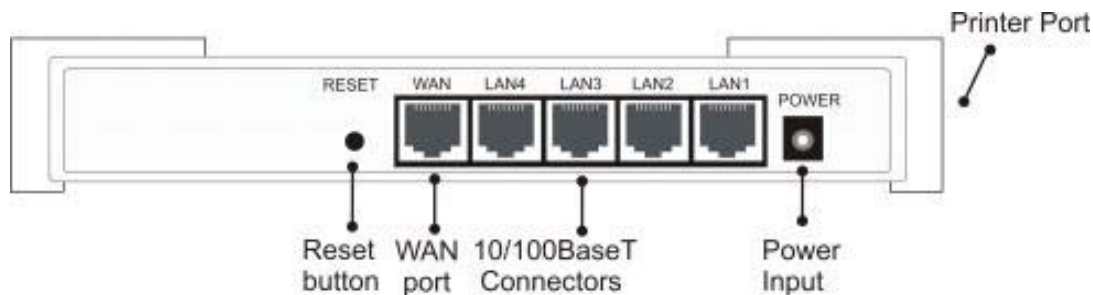 Printer Port
RESET WAN LAN4 LAN3 LAN2 LAN1 POWER
Reset button
WAN port
10/100BaseT Connectors
Power Input